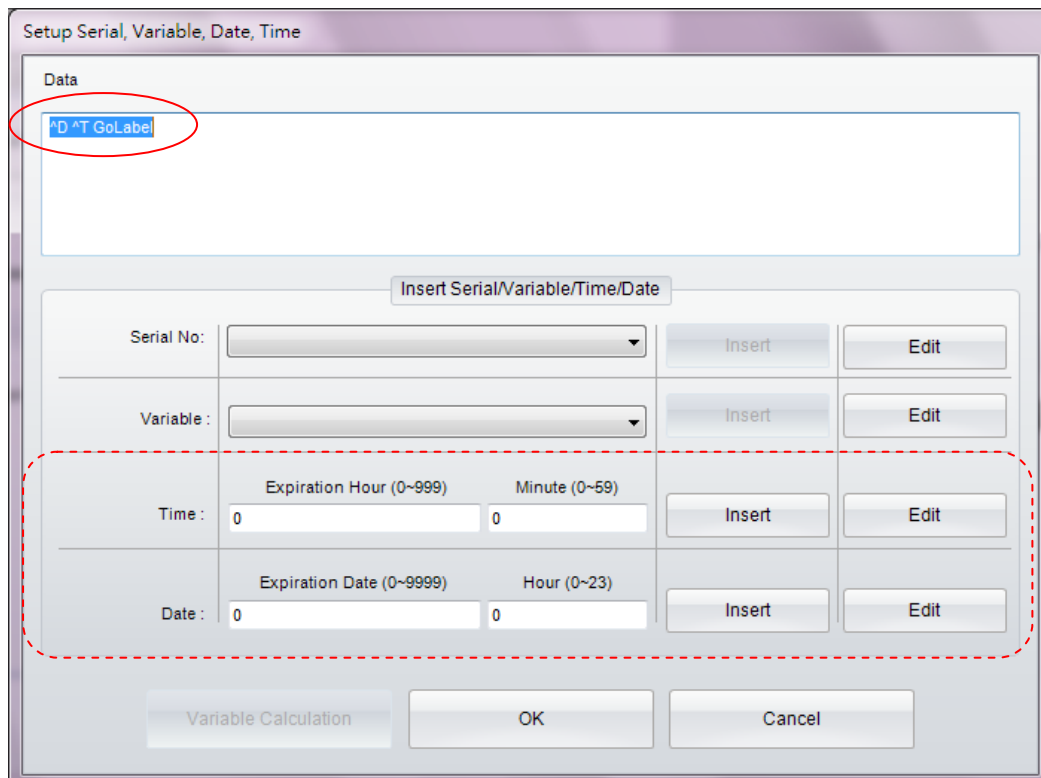 Setup Serial, Variable, Date, Time
Data
^D ^T GoLabel
Insert Serial/Variable/Time/Date
Serial No: Insert Edit
Variable : Insert Edit
Expiration Hour (0~999) Minute (0~59)
Time : 0 0 Insert Edit
Expiration Date (0~9999) Hour (0~23)
Date : 0 0 Insert Edit
Variable Calculation OK Cancel